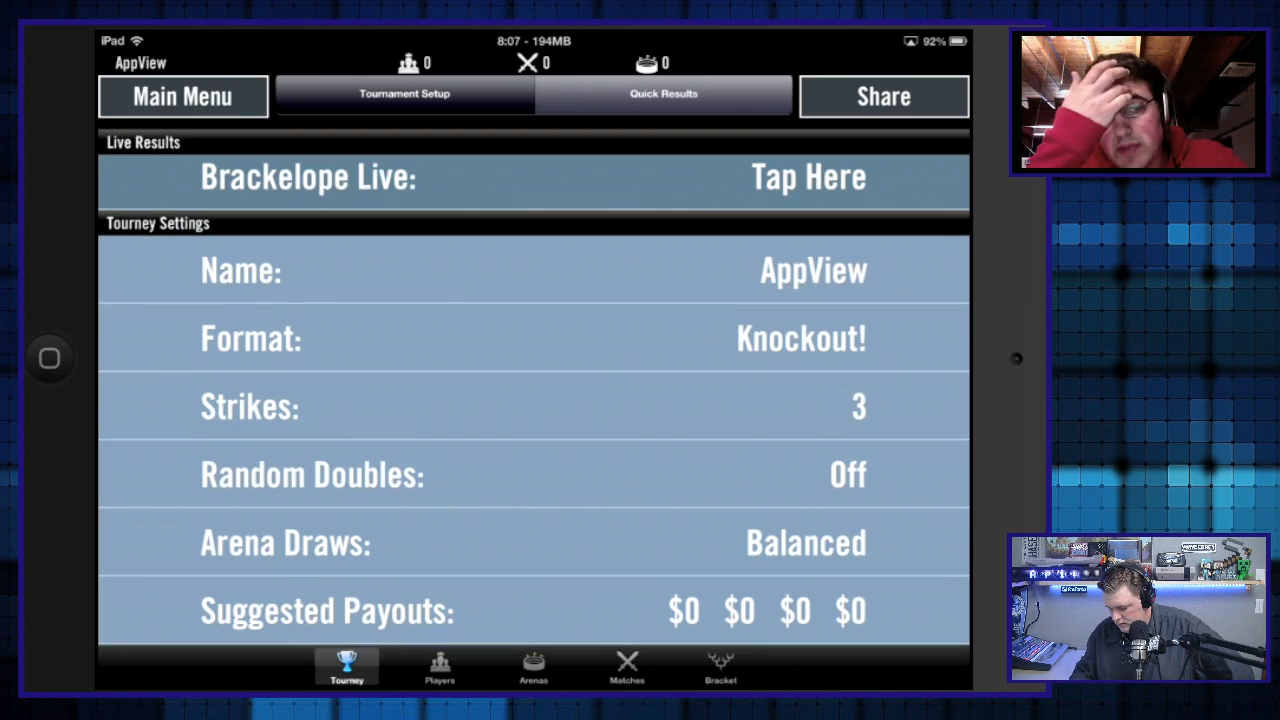 iPad 8:07 - 194MB 92%
AppView 0 0 0
Main Menu Tournament Setup Quick Results Share
Live Results
Brackelope Live: Tap Here
Tourney Settings
Name: AppView
Format: Knockout!
Strikes: 3
Random Doubles: Off
Arena Draws: Balanced
Suggested Payouts: $0 $0 $0 $0
Tourney Players Arenas Matches Bracket